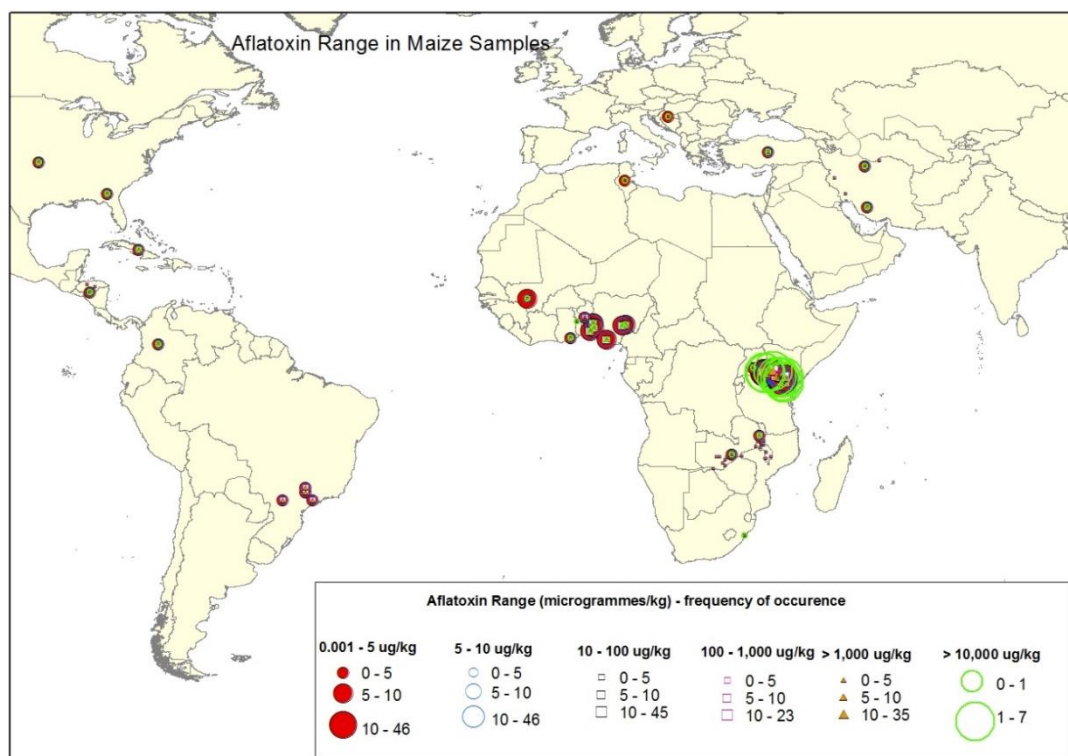 Aflatoxin Range in Maize Samples
Aflatoxin Range (microgrammes/kg) - frequency of occurence
0.001 - 5 ug/kg 5 - 10 ug/kg 10 - 100 ug/kg 100 - 1,000 ug/kg > 1,000 ug/kg > 10,000 ug/kg
0 - 5 0 - 5 0 - 5 0 - 5 0 - 5 0 - 1
5 - 10 5 - 10 5 - 10 5 - 10 5 - 10 1 - 7
10 - 46 10 - 46 10 - 45 10 - 23 10 - 35